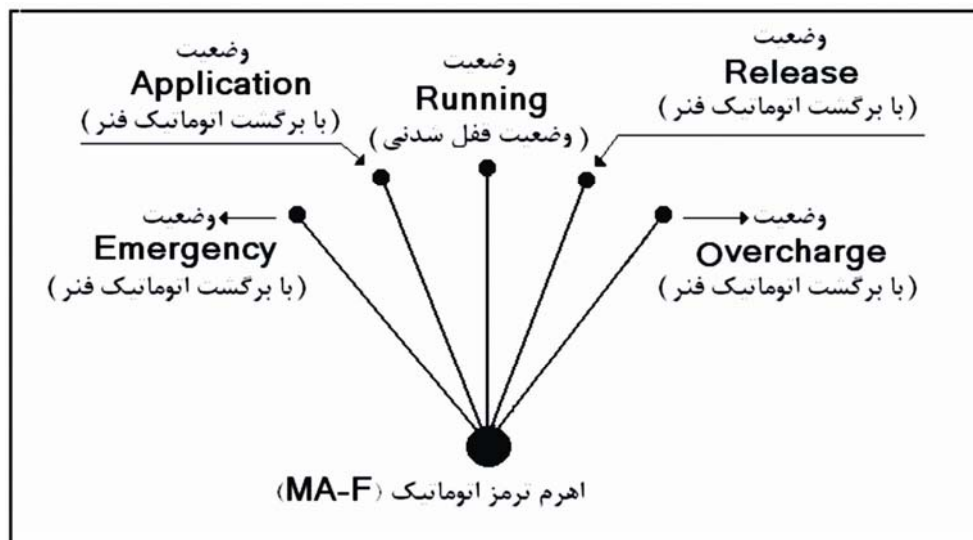 وضعیت
Application
(با برگشت اتوماتیک فنر)
وضعیت
Running
(وضعیت قفل شدنی)
وضعیت
Release
(با برگشت اتوماتیک فنر)
وضعیت
Emergency
(با برگشت اتوماتیک فنر)
وضعیت
Overcharge
(با برگشت اتوماتیک فنر)
اهرم ترمز اتوماتیک (MA-F)